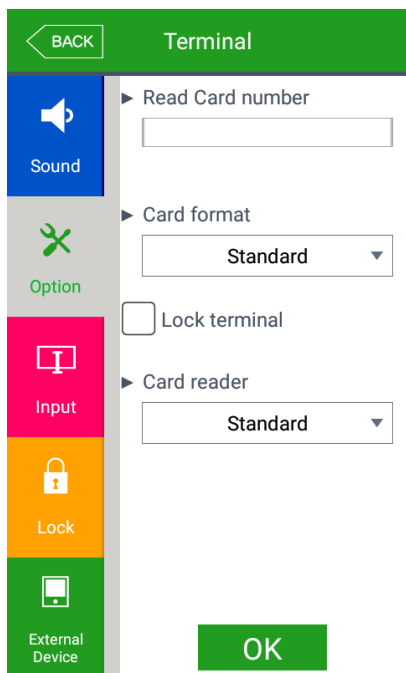 BACK
Terminal
Sound
Option
Input
Lock
External
Device
► Read Card number
► Card format
Standard
Lock terminal
► Card reader
Standard
OK